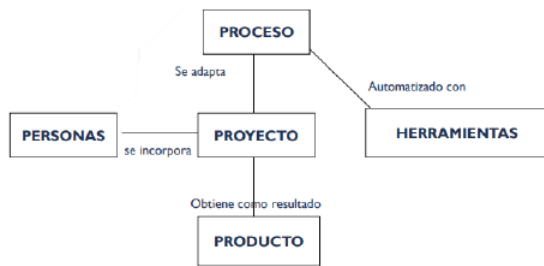 PROCESO
Se adapta
Automatizado con
PERSONAS
se incorpora
PROYECTO
HERRAMIENTAS
Obtiene como resultado
PRODUCTO